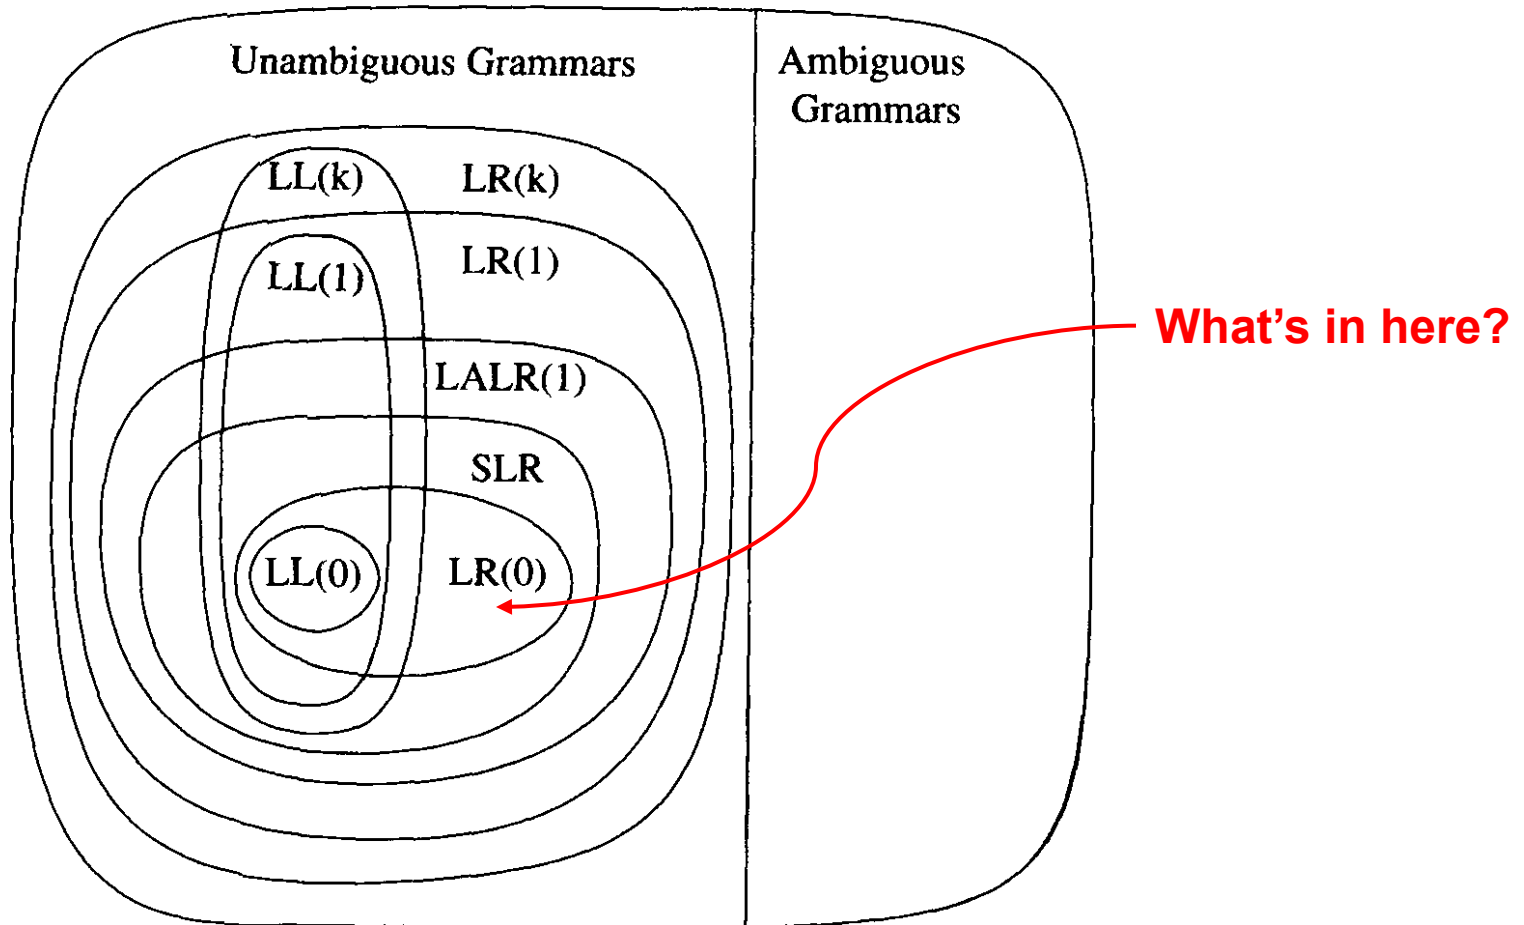 Unambiguous Grammars
Ambiguous
Grammars
LL(k)
LR(k)
LL(1)
LR(1)
What’s in here?
LALR(1)
SLR
LL(0)
LR(0)